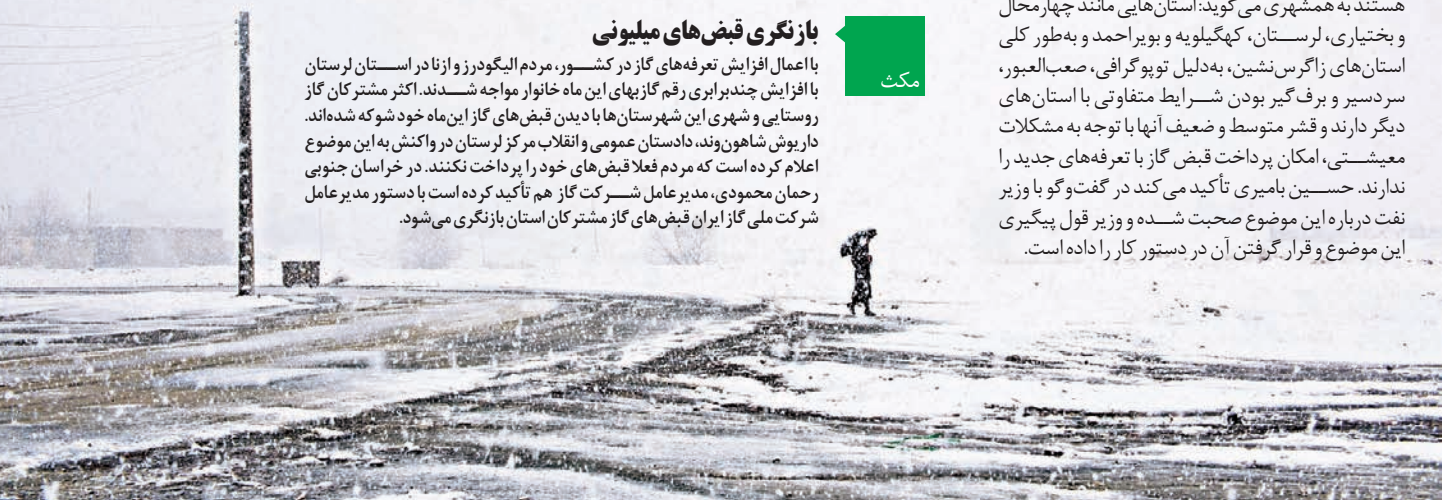 هستند به همشهری می‌گوید: استان‌هایی مانند چهارمحال
و بختیاری، لرستان، کهگیلویه و بویراحمد و به‌طور کلی
استان‌های زاگرس‌نشین، به‌دلیل توپوگرافی، صعب‌العبور،
سردسیر و برف‌گیر بودن شرایط متفاوتی با استان‌های
دیگر دارند و قشر متوسط و ضعیف آنها با توجه به مشکلات
معیشتی، امکان پرداخت قبض گاز با تعرفه‌های جدید را
ندارند. حسین بامیری تأکید می‌کند در گفت‌وگو با وزیر
نفت درباره این موضوع صحبت شده و وزیر قول پیگیری
این موضوع و قرار گرفتن آن در دستور کار را داده است.
مکث
بازنگری قبض‌های میلیونی
با اعمال افزایش تعرفه‌های گاز در کشور، مردم الیگودرز و ازنا در استان لرستان
با افزایش چندبرابری رقم گازبهای این ماه خانوار مواجه شدند. اکثر مشترکان گاز
روستایی و شهری این شهرستان‌ها با دیدن قبض‌های گاز این‌ماه خود شوکه شده‌اند.
داریوش شاهون‌وند، دادستان عمومی و انقلاب مرکز لرستان در واکنش به این موضوع
اعلام کرده است که مردم فعلا قبض‌های خود را پرداخت نکنند. در خراسان جنوبی
رحمان محمودی، مدیرعامل شرکت گاز هم تأکید کرده است با دستور مدیرعامل
شرکت ملی گاز ایران قبض‌های گاز مشترکان استان بازنگری می‌شود.